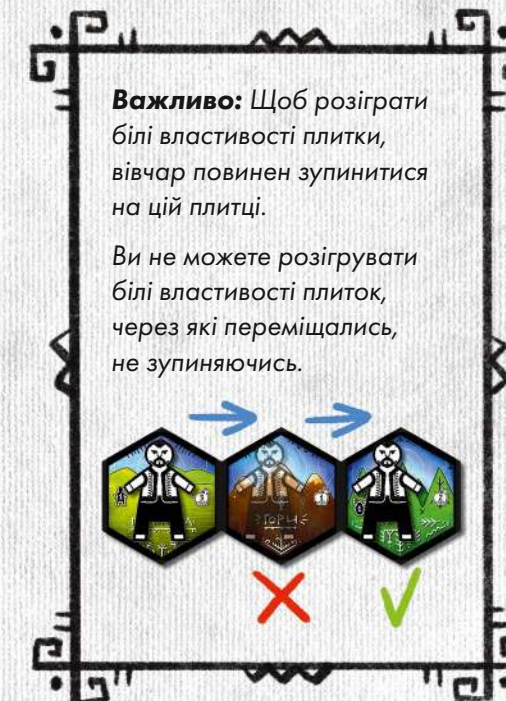 Важливо: Щоб розіграти
білі властивості плитки,
вівчар повинен зупинитися
на цій плитці.
Ви не можете розігрувати
білі властивості плиток,
через які переміщались,
не зупиняючись.
ГОРИ